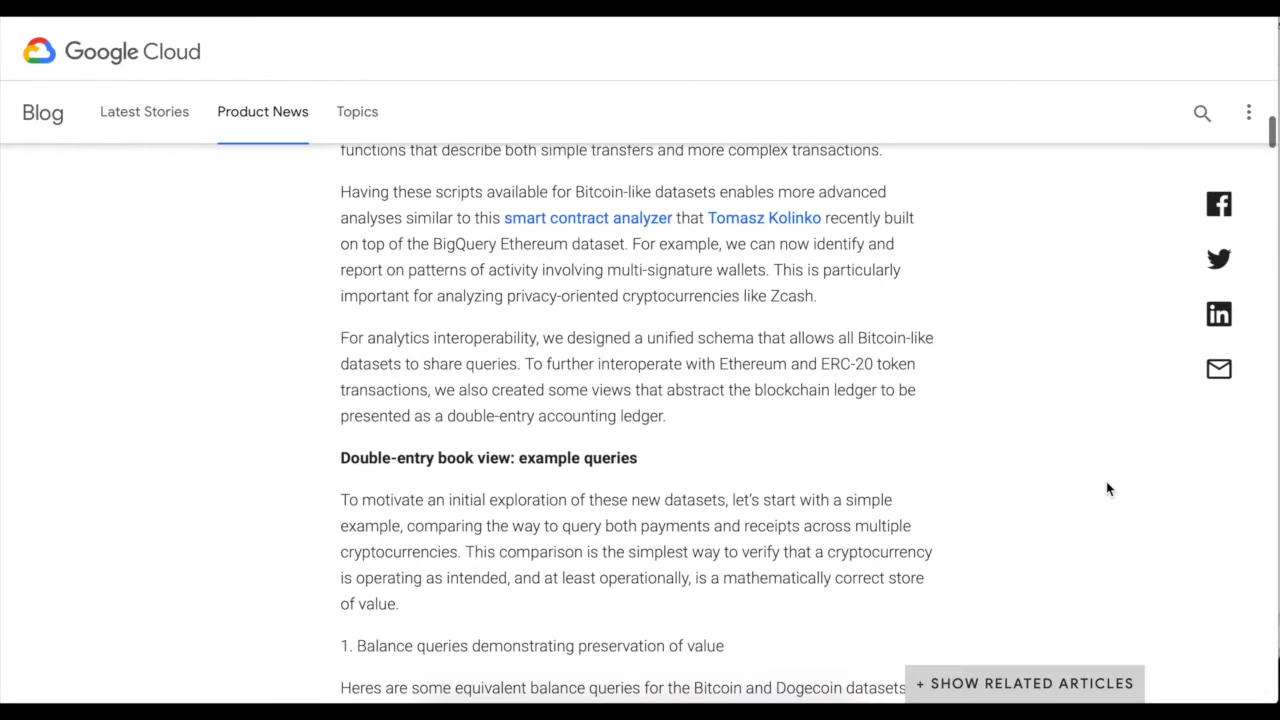 Google Cloud
Blog Latest Stories Product News Topics
functions that describe both simple transfers and more complex transactions.
Having these scripts available for Bitcoin-like datasets enables more advanced
analyses similar to this smart contract analyzer that Tomasz Kolinko recently built
on top of the BigQuery Ethereum dataset. For example, we can now identify and
report on patterns of activity involving multi-signature wallets. This is particularly
important for analyzing privacy-oriented cryptocurrencies like Zcash.
For analytics interoperability, we designed a unified schema that allows all Bitcoin-like
datasets to share queries. To further interoperate with Ethereum and ERC-20 token
transactions, we also created some views that abstract the blockchain ledger to be
presented as a double-entry accounting ledger.
Double-entry book view: example queries
To motivate an initial exploration of these new datasets, let’s start with a simple
example, comparing the way to query both payments and receipts across multiple
cryptocurrencies. This comparison is the simplest way to verify that a cryptocurrency
is operating as intended, and at least operationally, is a mathematically correct store
of value.
1. Balance queries demonstrating preservation of value
Heres are some equivalent balance queries for the Bitcoin and Dogecoin datasets
+ SHOW RELATED ARTICLES